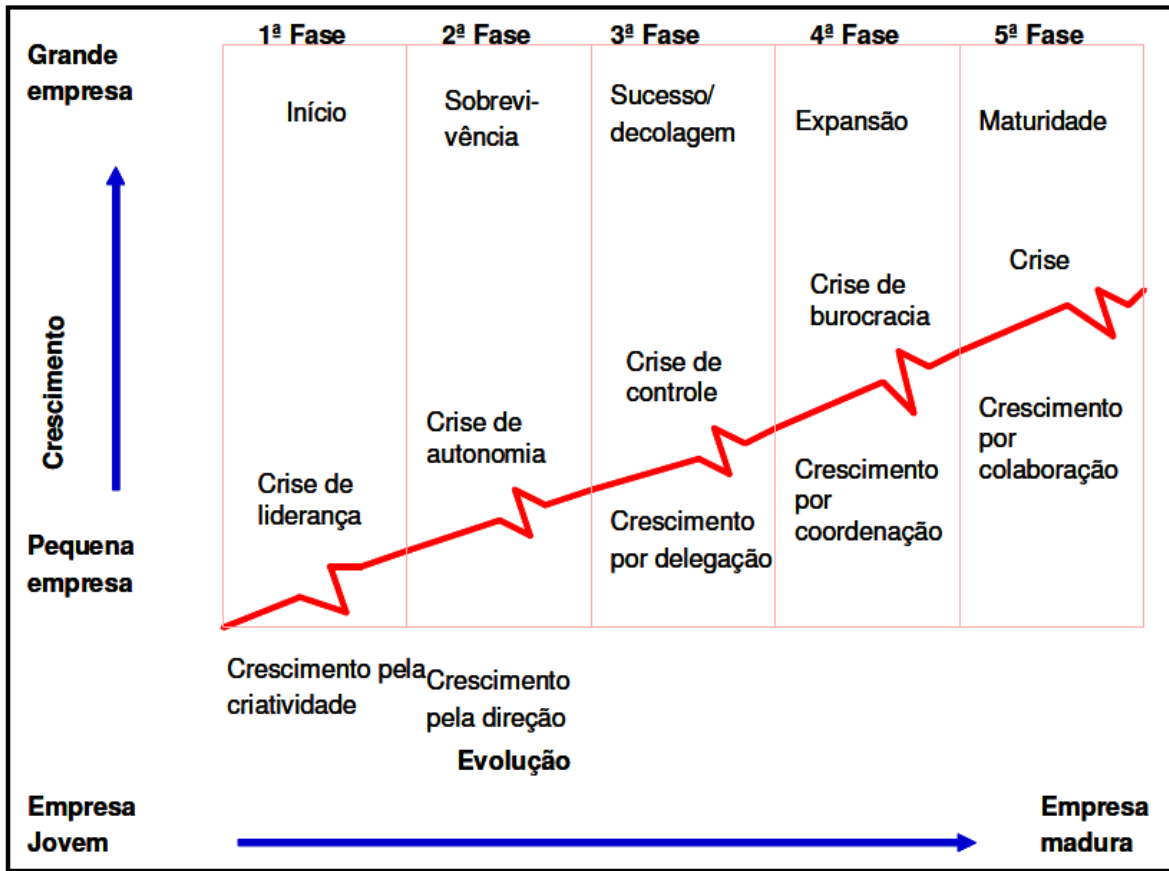 1ª Fase
2ª Fase
3ª Fase
4ª Fase
5ª Fase
Grande
empresa
Início
Sobrevi-
vência
Sucesso/
decolagem
Expansão
Maturidade
Crescimento
Crise de
liderança
Crise de
autonomia
Crise de
controle
Crise de
burocracia
Crise
Pequena
empresa
Crescimento pela
criatividade
Crescimento
pela direção
Crescimento
por delegação
Crescimento
por
coordenação
Crescimento
por
colaboração
Evolução
Empresa
Jovem
Empresa
madura